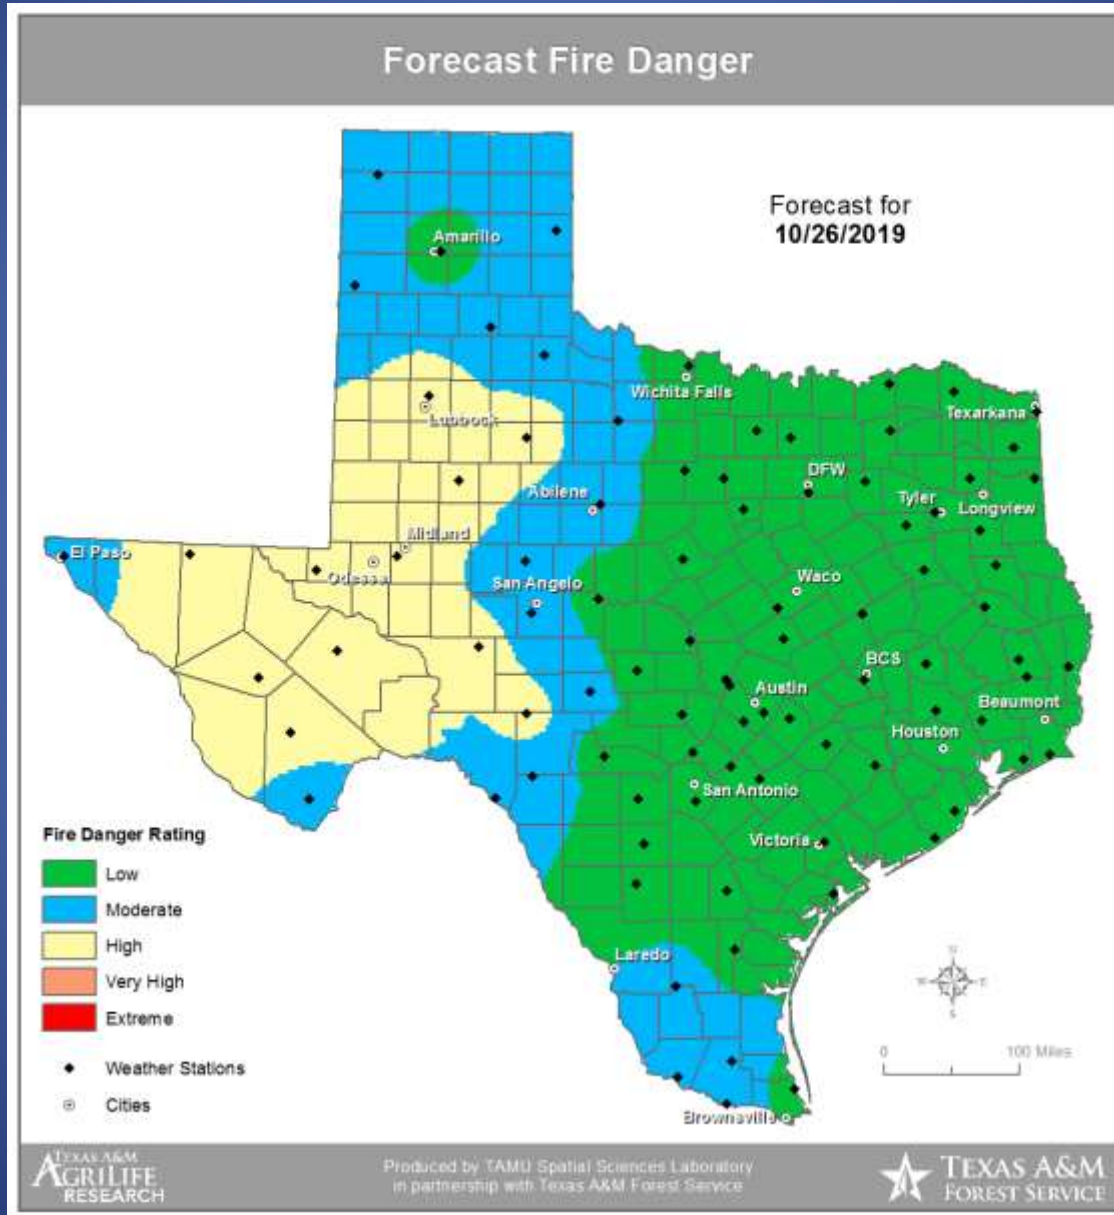 Forecast Fire Danger
Forecast for
10/26/2019
Amarillo
Wichita Falls
Texarkana
Lubbock
DFW
Abilene
Tyler
Longview
Midland
El Paso
Odessa
Waco
San Angelo
BCS
Austin
Beaumont
Houston
San Antonio
Victoria
Fire Danger Rating
Low
Moderate
High
Very High
Extreme
Weather Stations
Cities
Laredo
N
W
E
S
0 100 Miles
Brownsville
TEXAS A&M
AGRILIFE
RESEARCH
Produced by TAMU Spatial Sciences Laboratory
in partnership with Texas A&M Forest Service
TEXAS A&M
FOREST SERVICE